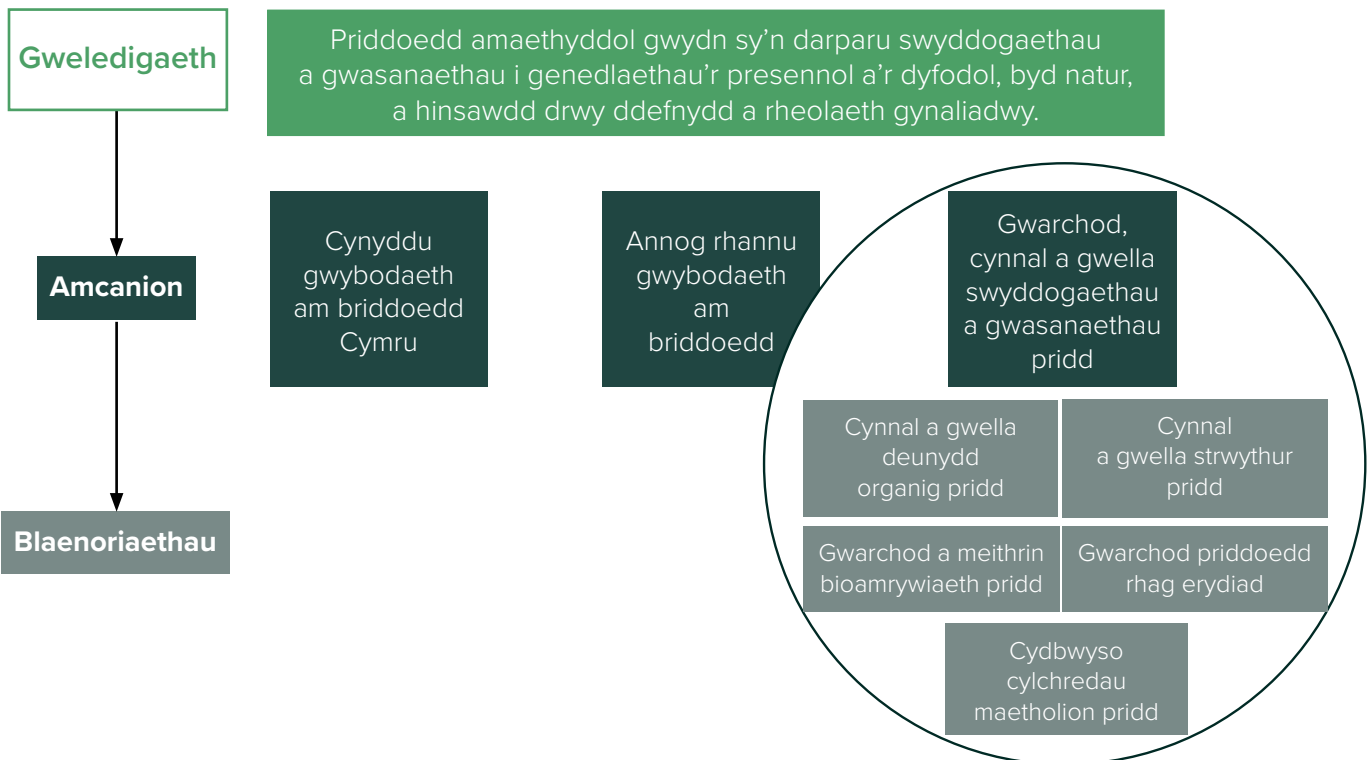 Gweledigaeth
Priddoedd amaethyddol gwydn sy'n darparu swyddogaethau
a gwasanaethau i genedlaethau'r presennol a'r dyfodol, byd natur,
a hinsawdd drwy ddefnydd a rheolaeth gynaliadwy.
Amcanion
Cynyddu
gwybodaeth
am briddoedd
Cymru
Annog rhannu
gwybodaeth
am
briddoedd
Gwarchod,
cynnal a gwella
swyddogaethau
a gwasanaethau
pridd
Blaenoriaethau
Cynnal a gwella
deunydd
organig pridd
Cynnal
a gwella strwythur
pridd
Gwarchod a meithrin
bioamrywiaeth pridd
Gwarchod priddoedd
rhag erydiad
Cydbwyso
cylchredau
maetholion pridd